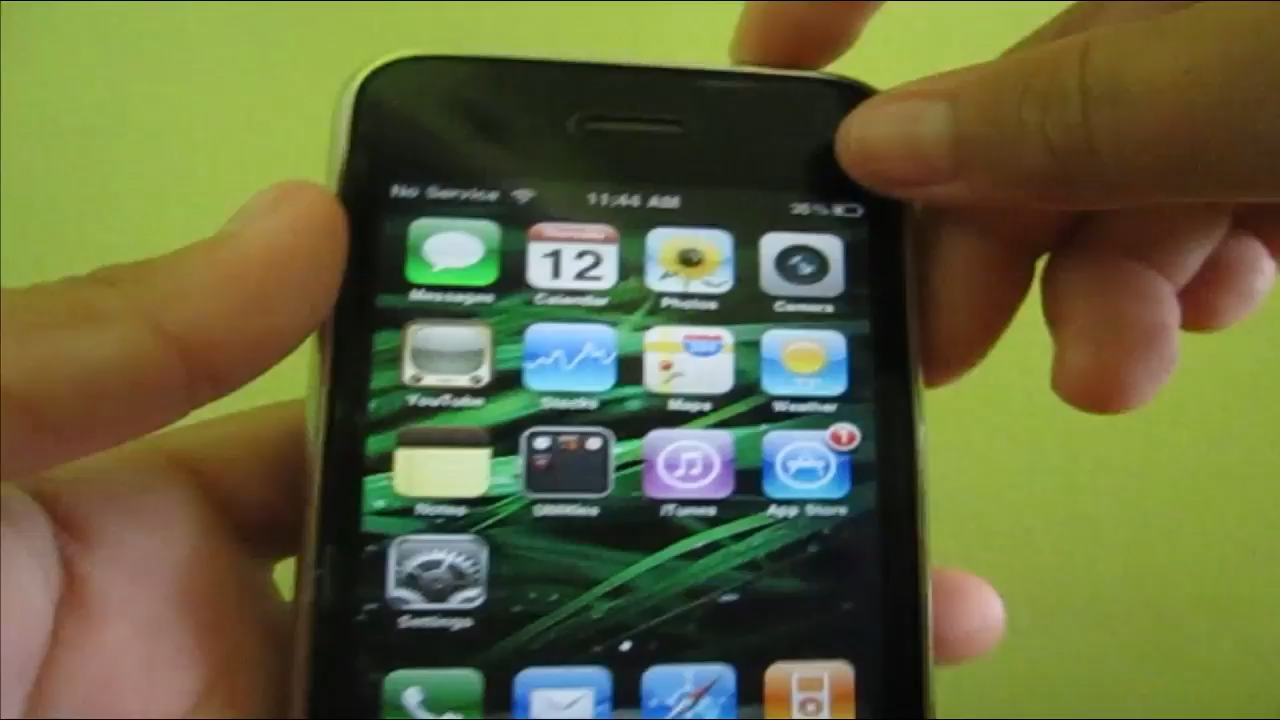 No Service 11:44 AM
12
Messages Calendar Photos Camera
YouTube Stocks Maps Weather
1
Notes Utilities iTunes App Store
Settings